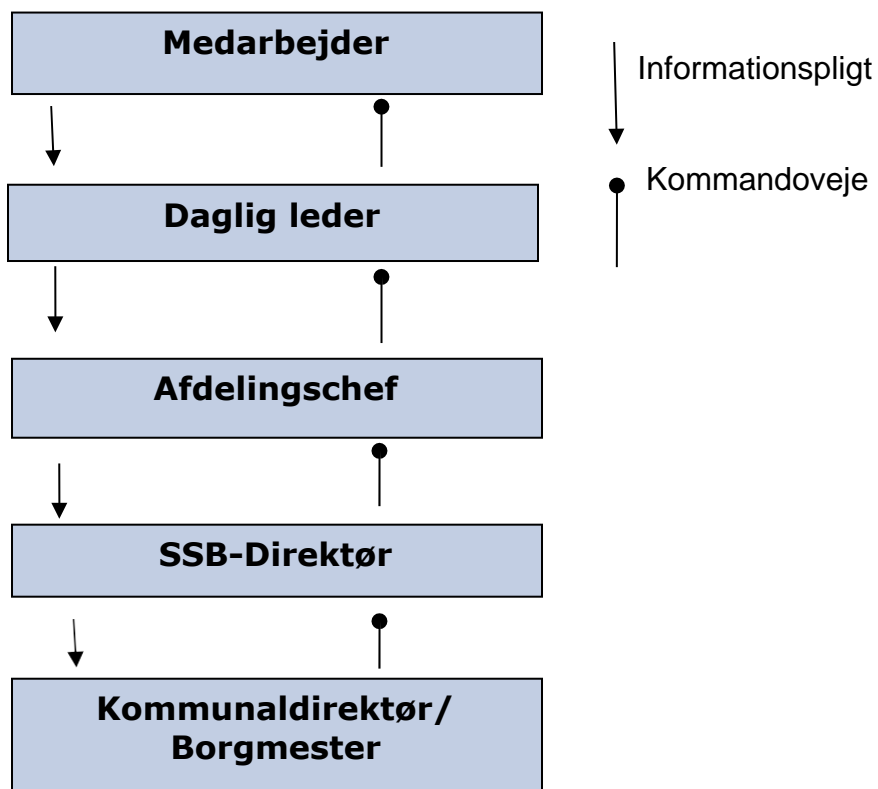 Medarbejder
Informationspligt
Kommandoveje
Daglig leder
Afdelingschef
SSB-Direktør
Kommunaldirektør/
Borgmester